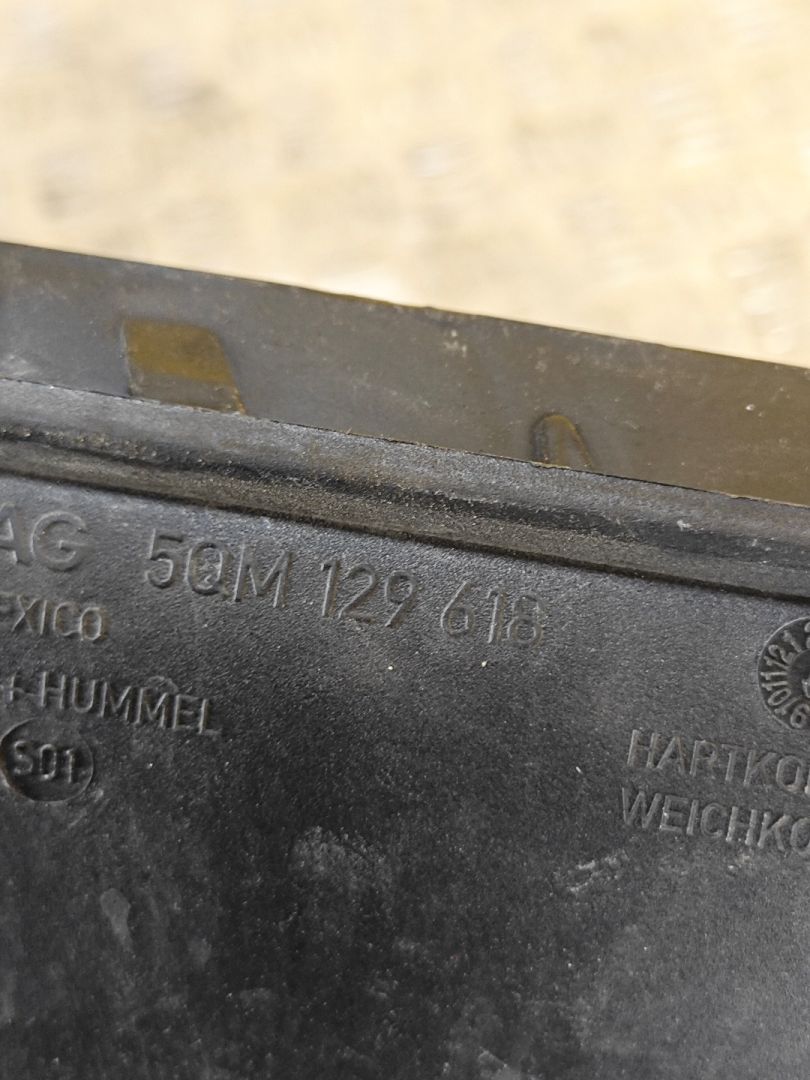 AG 5QM 129 618
EXICO
+HUMMEL
S01
HARTKO
WEICHKO